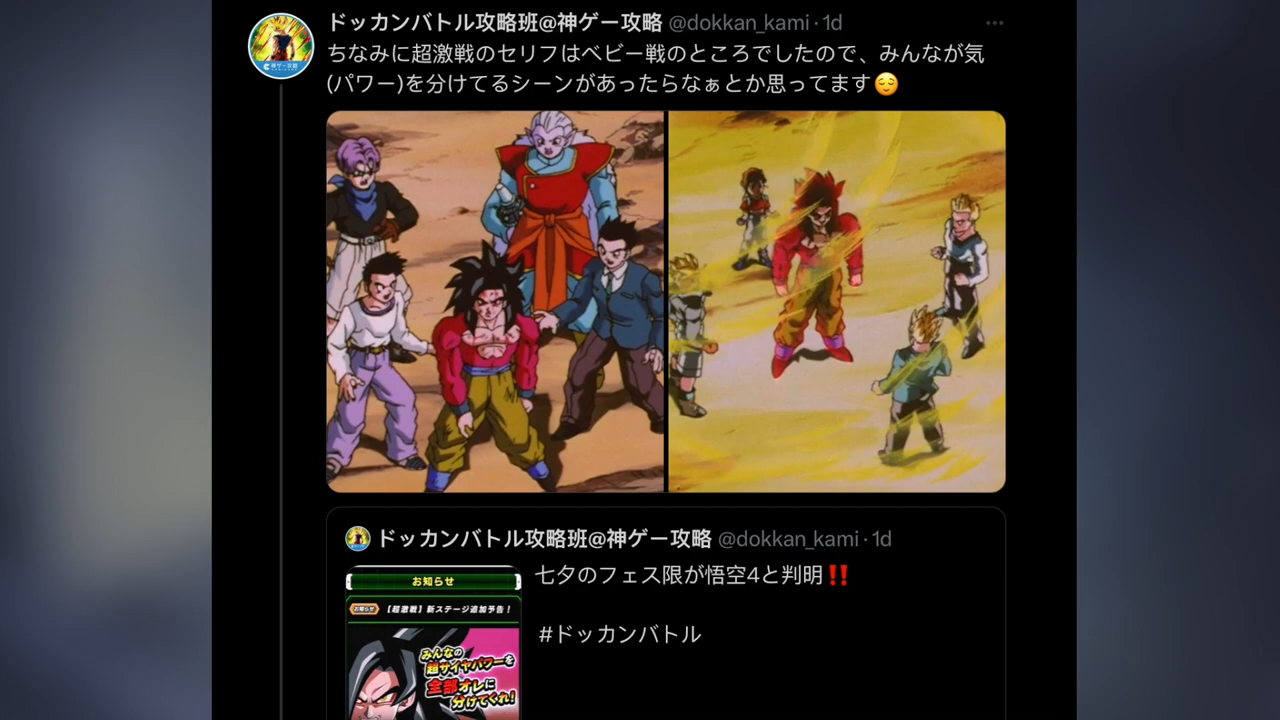 ドッカンバトル攻略班@神ゲー攻略 @dokkan_kami · 1d
ちなみに超激戦のセリフはベビー戦のところでしたので、みんなが気
(パワー)を分けてるシーンがあったらなぁとか思ってます😌
ドッカンバトル攻略班@神ゲー攻略 @dokkan_kami · 1d
お知らせ
七夕のフェス限が悟空4と判明‼️
お知らせ 【超激戦】新ステージ追加予告！
#ドッカンバトル
みんなの
超サイヤパワーを
全部オレに
分けてくれ!